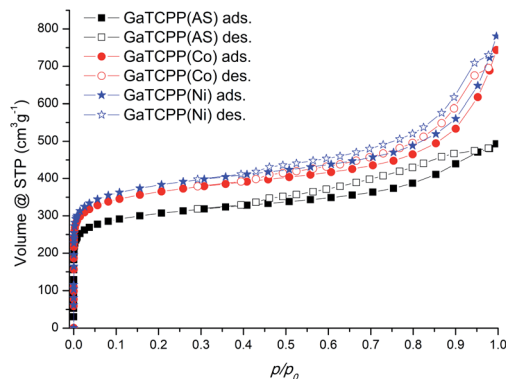 GaTCPP(AS) ads.
GaTCPP(AS) des.
GaTCPP(Co) ads.
GaTCPP(Co) des.
GaTCPP(Ni) ads.
GaTCPP(Ni) des.
Volume @ STP (cm³g⁻¹)
800
700
600
500
400
300
200
100
0
0.0 0.1 0.2 0.3 0.4 0.5 0.6 0.7 0.8 0.9 1.0
p/p₀